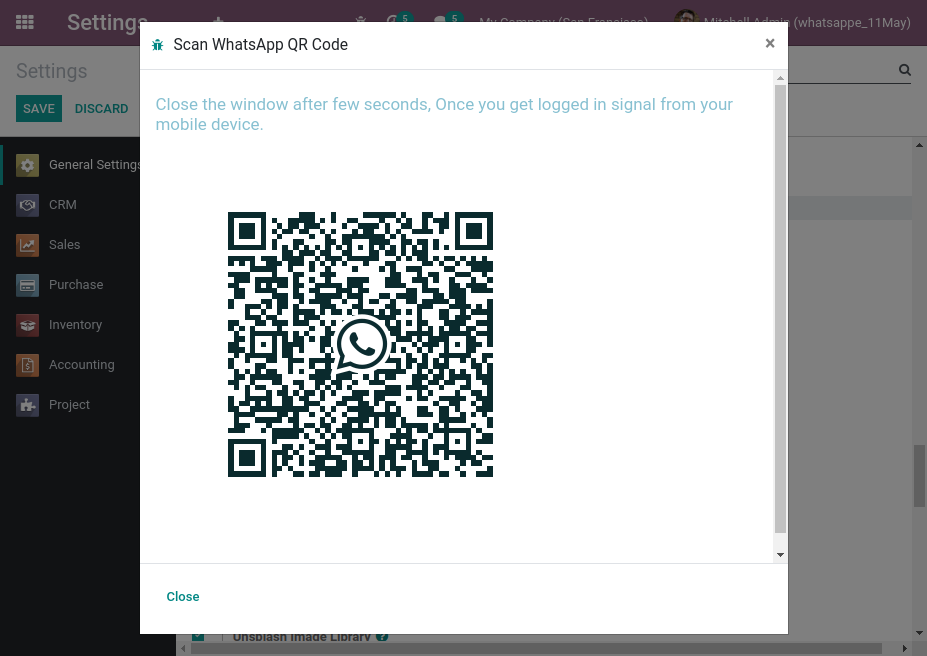 Settings
5
5
My Company (San Francisco)
Mitchell Admin (whatsappe_11May)
Scan WhatsApp QR Code
×
Settings
SAVE
DISCARD
Close the window after few seconds, Once you get logged in signal from your
mobile device.
General Settings
CRM
Sales
Purchase
Inventory
Accounting
Project
Close
Unsplash Image Library ?